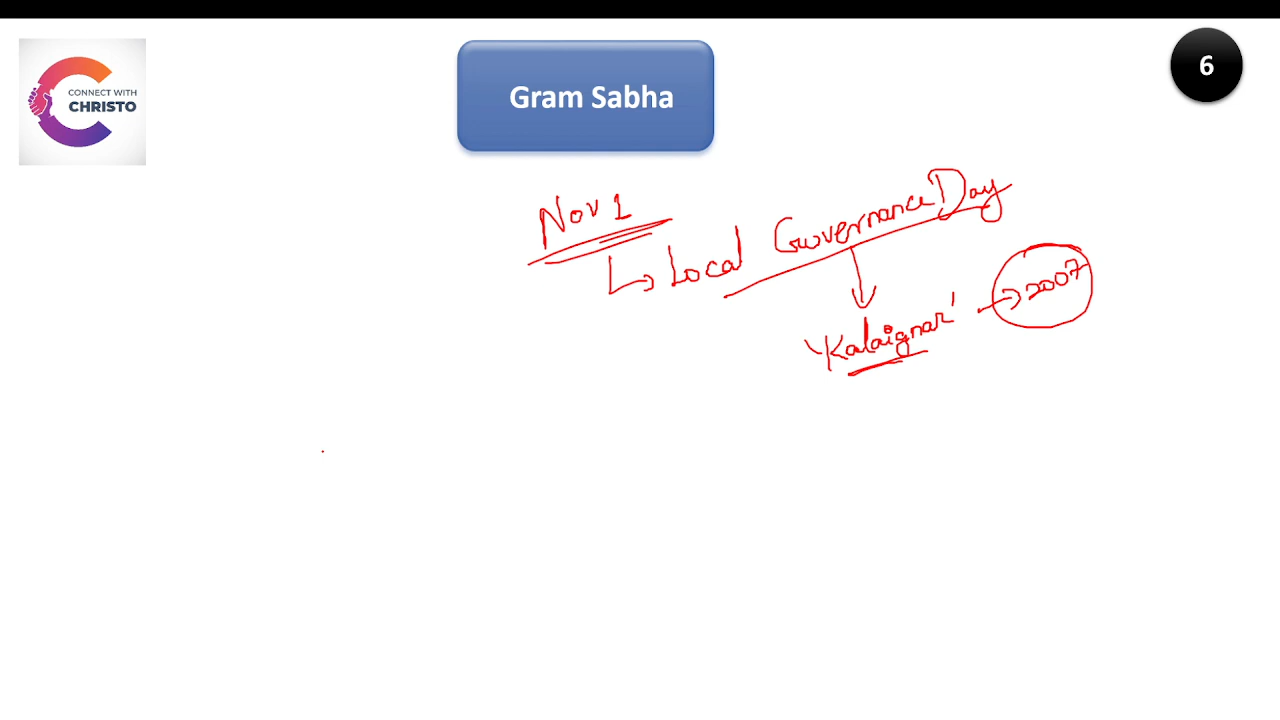 CONNECT WITH
CHRISTO
Gram Sabha
6
Nov 1
↳ Local Governance Day
'Kalaignar' → 2007